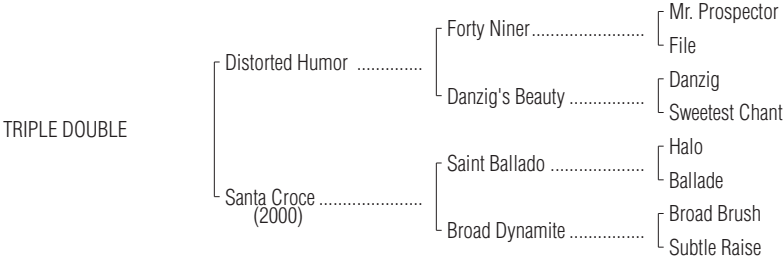 Mr. Prospector
Forty Niner......................
File
Distorted Humor .............
Danzig
Danzig's Beauty ...............
Sweetest Chant
TRIPLE DOUBLE
Halo
Saint Ballado ...................
Ballade
Santa Croce .....................
(2000)
Broad Brush
Broad Dynamite ...............
Subtle Raise